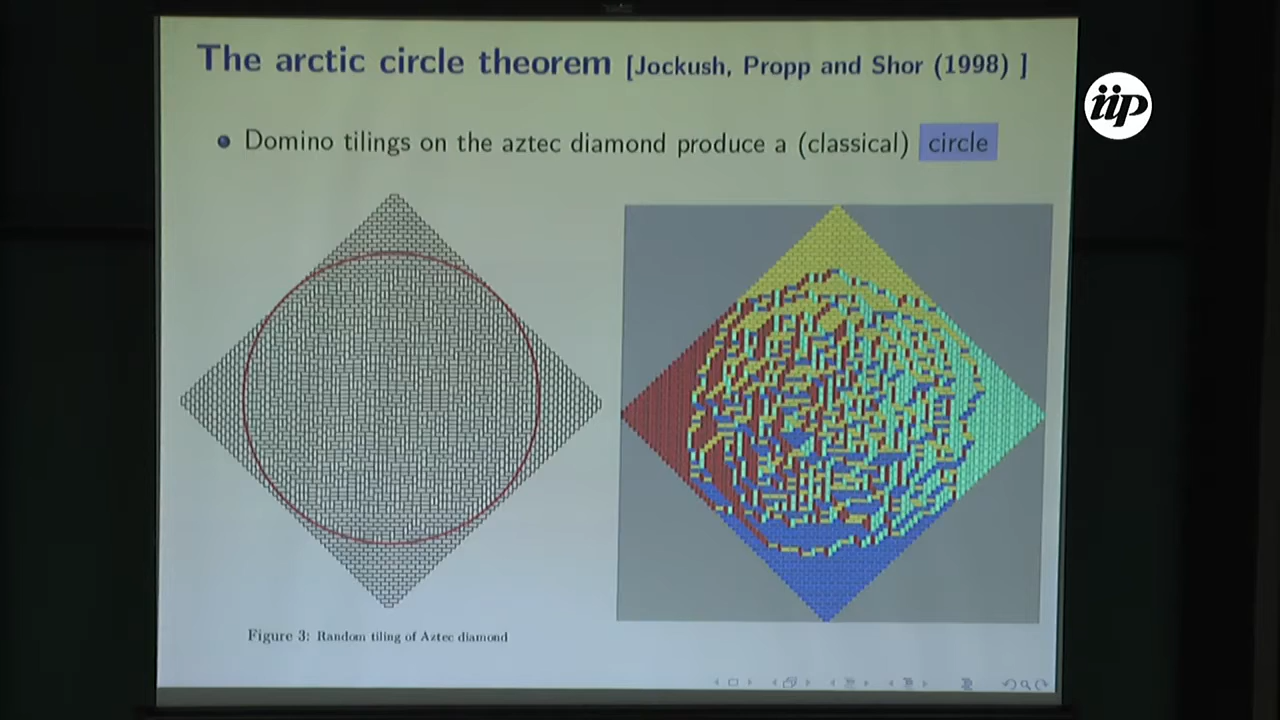 The arctic circle theorem [Jockush, Propp and Shor (1998) ]
iip
Domino tilings on the aztec diamond produce a (classical) circle
Figure 3: Random tiling of Aztec diamond